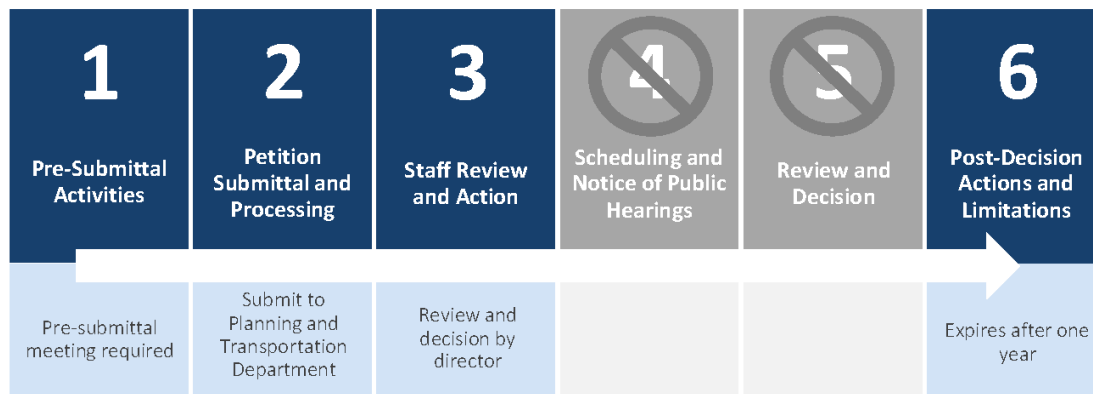 1
Pre-Submittal
Activities
2
Petition
Submittal and
Processing
3
Staff Review
and Action
4
Scheduling and
Notice of Public
Hearings
5
Review and
Decision
6
Post-Decision
Actions and
Limitations
Pre-submittal
meeting required
Submit to
Planning and
Transportation
Department
Review and
decision by
director
Expires after one
year